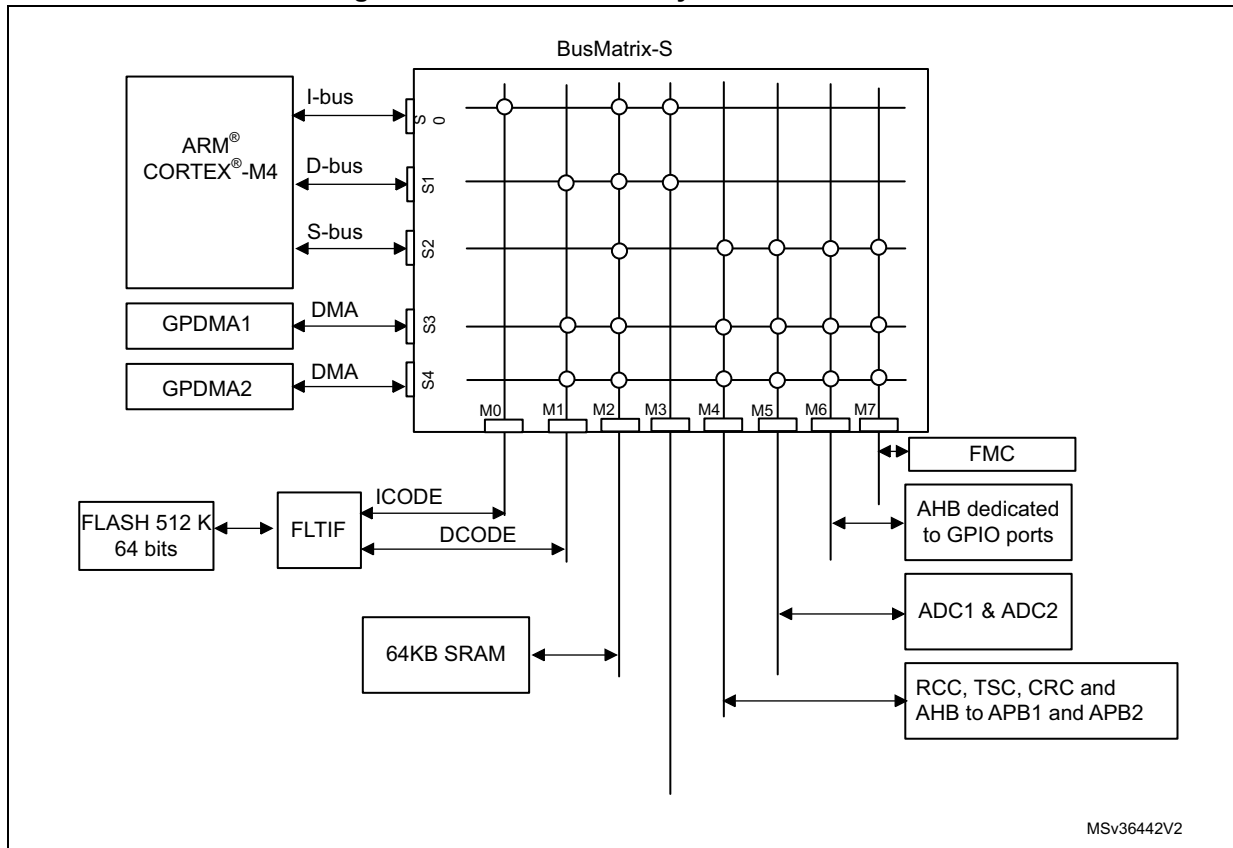 BusMatrix-S
I-bus
S0
ARM®
CORTEX®-M4
D-bus
S1
S-bus
S2
DMA
GPDMA1
S3
DMA
GPDMA2
S4
M0 M1 M2 M3 M4 M5 M6 M7
FMC
ICODE
FLASH 512 K
64 bits
FLTIF
AHB dedicated
to GPIO ports
DCODE
ADC1 & ADC2
64KB SRAM
RCC, TSC, CRC and
AHB to APB1 and APB2
MSv36442V2